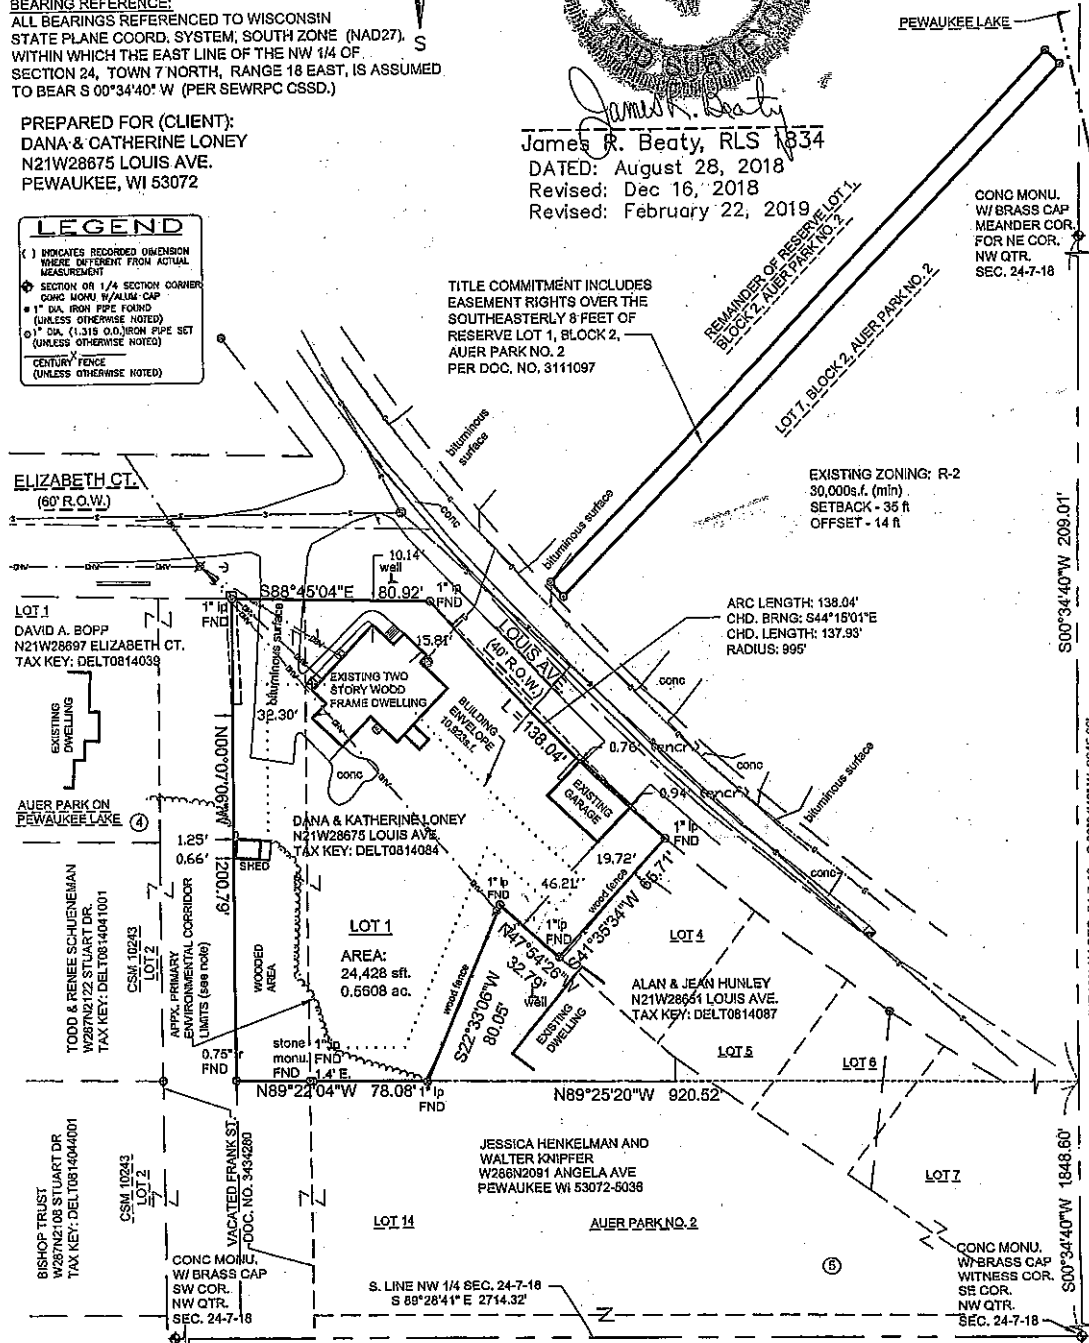 BEARING REFERENCE:
ALL BEARINGS REFERENCED TO WISCONSIN
STATE PLANE COORD. SYSTEM, SOUTH ZONE (NAD27),
WITHIN WHICH THE EAST LINE OF THE NW 1/4 OF
SECTION 24, TOWN 7 NORTH, RANGE 18 EAST, IS ASSUMED
TO BEAR S 00°34'40" W (PER SEWRPC CSSD.)
S
LAND SURVEYOR
PEWAUKEE LAKE
PREPARED FOR (CLIENT):
DANA & CATHERINE LONEY
N21W28675 LOUIS AVE.
PEWAUKEE, WI 53072
James R. Beaty
James R. Beaty, RLS 1834
DATED: August 28, 2018
Revised: Dec 16, 2018
Revised: February 22, 2019
LEGEND
( ) INDICATES RECORDED DIMENSION
WHERE DIFFERENT FROM ACTUAL
MEASUREMENT
SECTION OR 1/4 SECTION CORNER
CONC MONU W/ALUM CAP
1" DIA. IRON PIPE FOUND
(UNLESS OTHERWISE NOTED)
1" DIA. (1.315 O.D.) IRON PIPE SET
(UNLESS OTHERWISE NOTED)
X
CENTURY FENCE
(UNLESS OTHERWISE NOTED)
TITLE COMMITMENT INCLUDES
EASEMENT RIGHTS OVER THE
SOUTHEASTERLY 8 FEET OF
RESERVE LOT 1, BLOCK 2,
AUER PARK NO. 2
PER DOC. NO. 3111097
REMAINDER OF RESERVE LOT 1,
BLOCK 2, AUER PARK NO. 2
LOT 7, BLOCK 2, AUER PARK NO. 2
CONC MONU.
W/ BRASS CAP
MEANDER COR.
FOR NE COR.
NW QTR.
SEC. 24-7-18
S00°34'40"W 209.01'
EXISTING ZONING: R-2
30,000s.f. (min)
SETBACK - 35 ft
OFFSET - 14 ft
ELIZABETH CT.
(60' R.O.W.)
bituminous
surface
conc
bituminous surface
10.14'
well
S88°45'04"E 80.92'
1" ip
FND
1" ip
FND
LOT 1
DAVID A. BOPP
N21W28697 ELIZABETH CT.
TAX KEY: DELT0814039
EXISTING
DWELLING
bituminous surface
32.30'
15.81'
EXISTING TWO
STORY WOOD
FRAME DWELLING
conc
BUILDING
ENVELOPE
10,923s.f.
LOUIS AVE.
(40' R.O.W.)
L = 138.04'
ARC LENGTH: 138.04'
CHD. BRNG: S44°15'01"E
CHD. LENGTH: 137.93'
RADIUS: 995'
conc
0.76' (encr)
conc
0.94' (encr)
EXISTING
GARAGE
bituminous surface
conc
AUER PARK ON
PEWAUKEE LAKE
4
N00°07'06"W 200.79'
DANA & KATHERINE LONEY
N21W28675 LOUIS AVE.
TAX KEY: DELT0814084
1.25'
0.66'
SHED
19.72'
1" ip
FND
46.21'
1" ip
FND
1" ip
FND
wood fence
S41°35'34"W 65.71'
N47°54'26"W
32.79'
well
LOT 1
AREA:
24,428 sft.
0.5608 ac.
wood fence
S22°33'06"W
80.05'
WOODED
AREA
TODD & RENEE SCHUENEMAN
W287N2122 STUART DR.
TAX KEY: DELT0814041001
CSM 10243
LOT 2
APPX. PRIMARY
ENVIRONMENTAL CORRIDOR
LIMITS (see note)
LOT 4
ALAN & JEAN HUNLEY
N21W28651 LOUIS AVE.
TAX KEY: DELT0814087
EXISTING
DWELLING
LOT 5
LOT 6
0.75"
FND
stone
monu.
FND
1" ip
FND
1.4' E.
N89°22'04"W 78.08'
1" ip
FND
N89°25'20"W 920.52'
JESSICA HENKELMAN AND
WALTER KNIPFER
W286N2091 ANGELA AVE
PEWAUKEE WI 53072-5036
LOT 7
BISHOP TRUST
W287N2108 STUART DR
TAX KEY: DELT0814044001
CSM 10243
LOT 2
VACATED FRANK ST.
DOC. NO. 3434280
LOT 14
AUER PARK NO. 2
5
S00°34'40"W 1848.60'
CONC MONU.
W/ BRASS CAP
SW COR.
NW QTR.
SEC. 24-7-18
S. LINE NW 1/4 SEC. 24-7-18
S 89°28'41" E 2714.32'
CONC MONU.
W/ BRASS CAP
WITNESS COR.
SE COR.
NW QTR.
SEC. 24-7-18